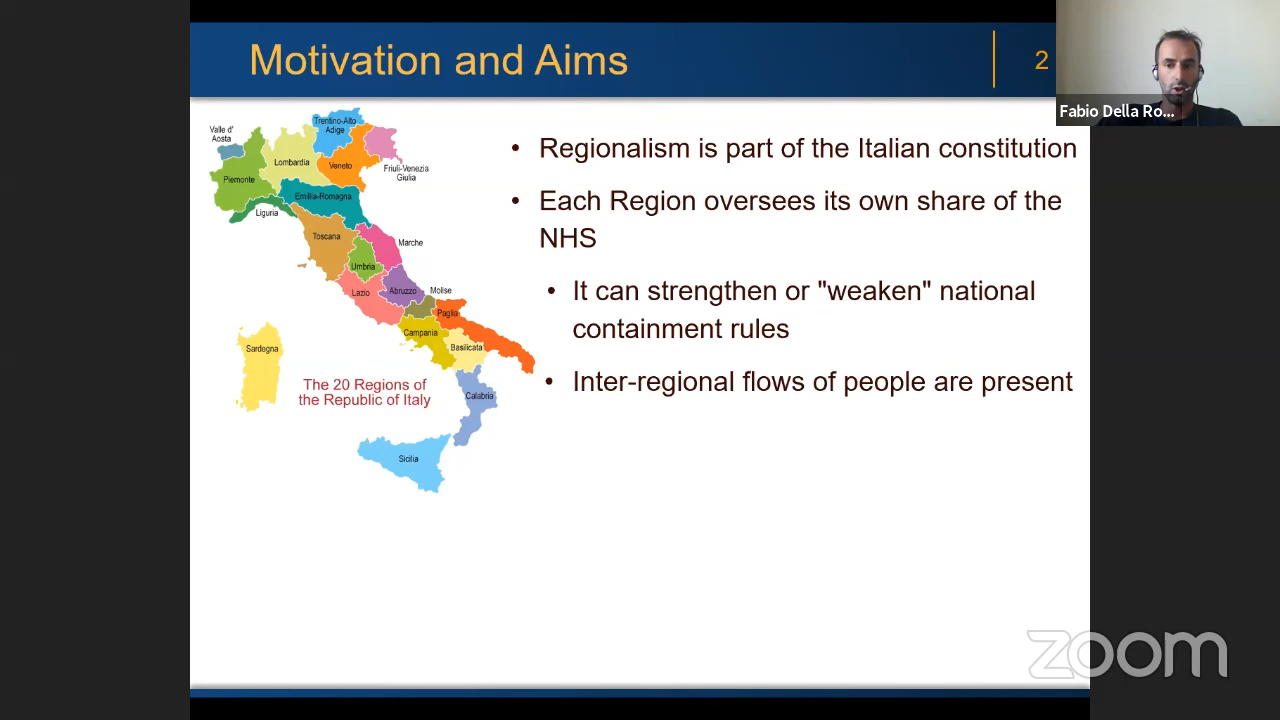 Motivation and Aims
2
Fabio Della Ro...
Valle d'
Aosta
Trentino-Alto
Adige
Lombardia
Veneto
Friuli-Venezia
Giulia
Piemonte
Emillia-Romagna
Liguria
Toscana
Marche
Umbria
Lazio
Abruzzo
Molise
Paglia
Campania
Basilicata
Sardegna
Calabria
Sicilia
The 20 Regions of
the Republic of Italy
• Regionalism is part of the Italian constitution
• Each Region oversees its own share of the
NHS
• It can strengthen or "weaken" national
containment rules
• Inter-regional flows of people are present
zoom